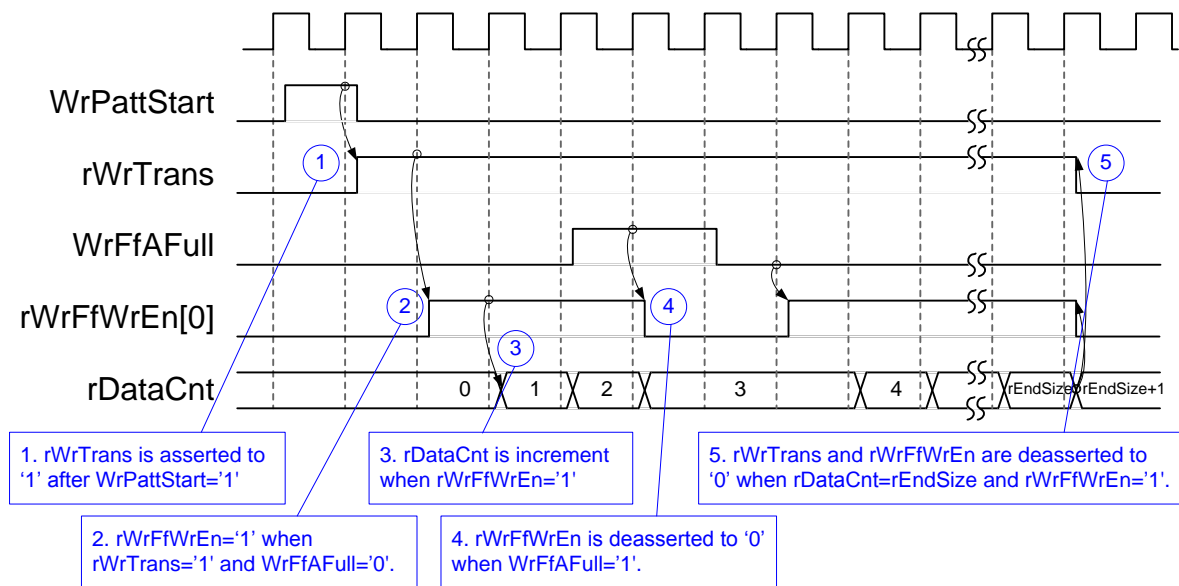 WrPattStart
rWrTrans
1
5
WrFfAFull
rWrFfWrEn[0]
2
4
3
rDataCnt
0
1
2
3
4
rEndSize
rEndSize+1
1. rWrTrans is asserted to
‘1’ after WrPattStart=’1’
3. rDataCnt is increment
when rWrFfWrEn=’1’
5. rWrTrans and rWrFfWrEn are deasserted to
‘0’ when rDataCnt=rEndSize and rWrFfWrEn=’1’.
2. rWrFfWrEn=‘1’ when
rWrTrans=’1’ and WrFfAFull=’0’.
4. rWrFfWrEn is deasserted to ‘0’
when WrFfAFull=’1’.